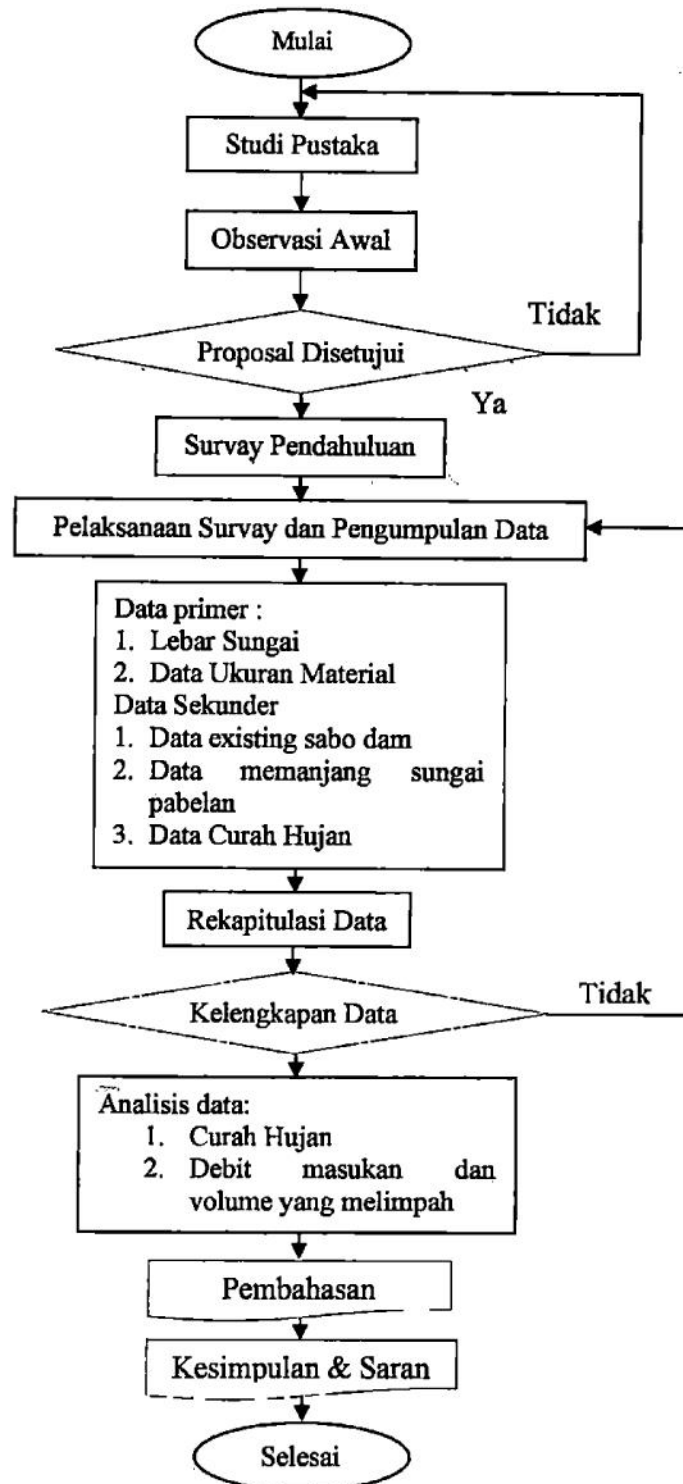 Mulai
Studi Pustaka
Observasi Awal
Tidak
Proposal Disetujui
Ya
Survay Pendahuluan
Pelaksanaan Survay dan Pengumpulan Data
Data primer :
1. Lebar Sungai
2. Data Ukuran Material
Data Sekunder
1. Data existing sabo dam
2. Data memanjang sungai
pabelan
3. Data Curah Hujan
Rekapitulasi Data
Tidak
Kelengkapan Data
Analisis data:
1. Curah Hujan
2. Debit masukan dan
volume yang melimpah
Pembahasan
Kesimpulan & Saran
Selesai